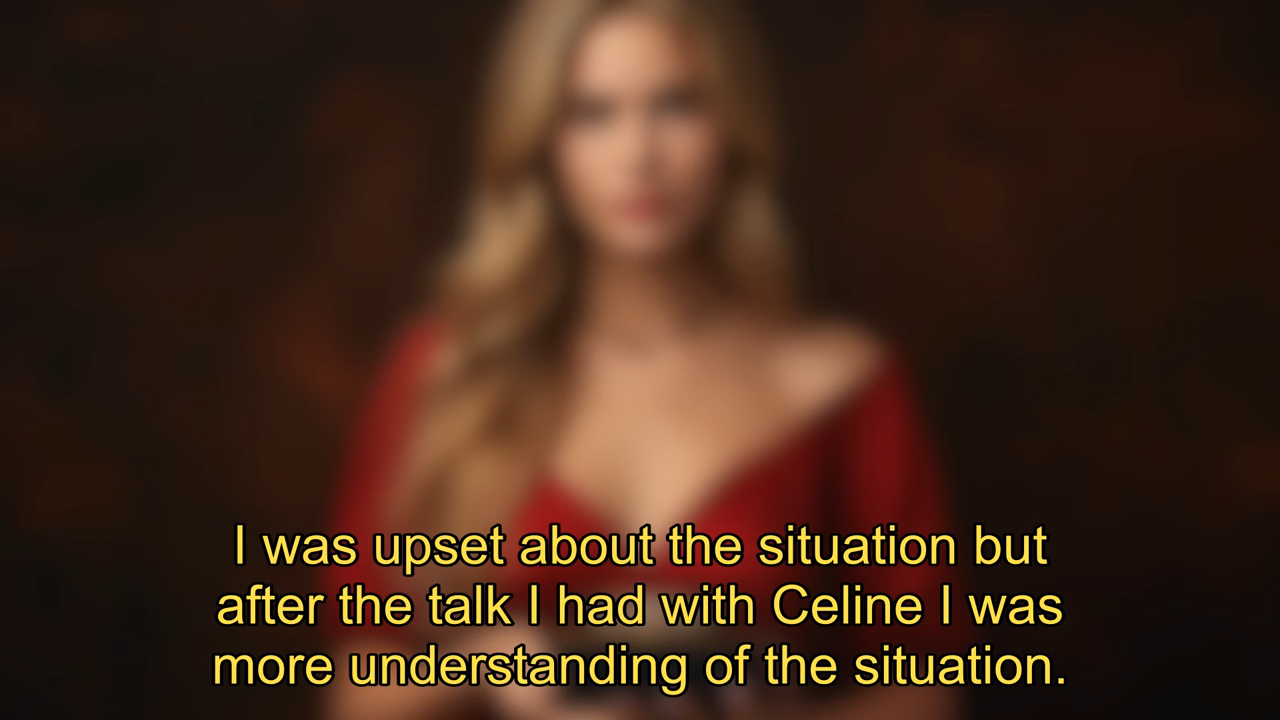 I was upset about the situation but
after the talk I had with Celine I was
more understanding of the situation.